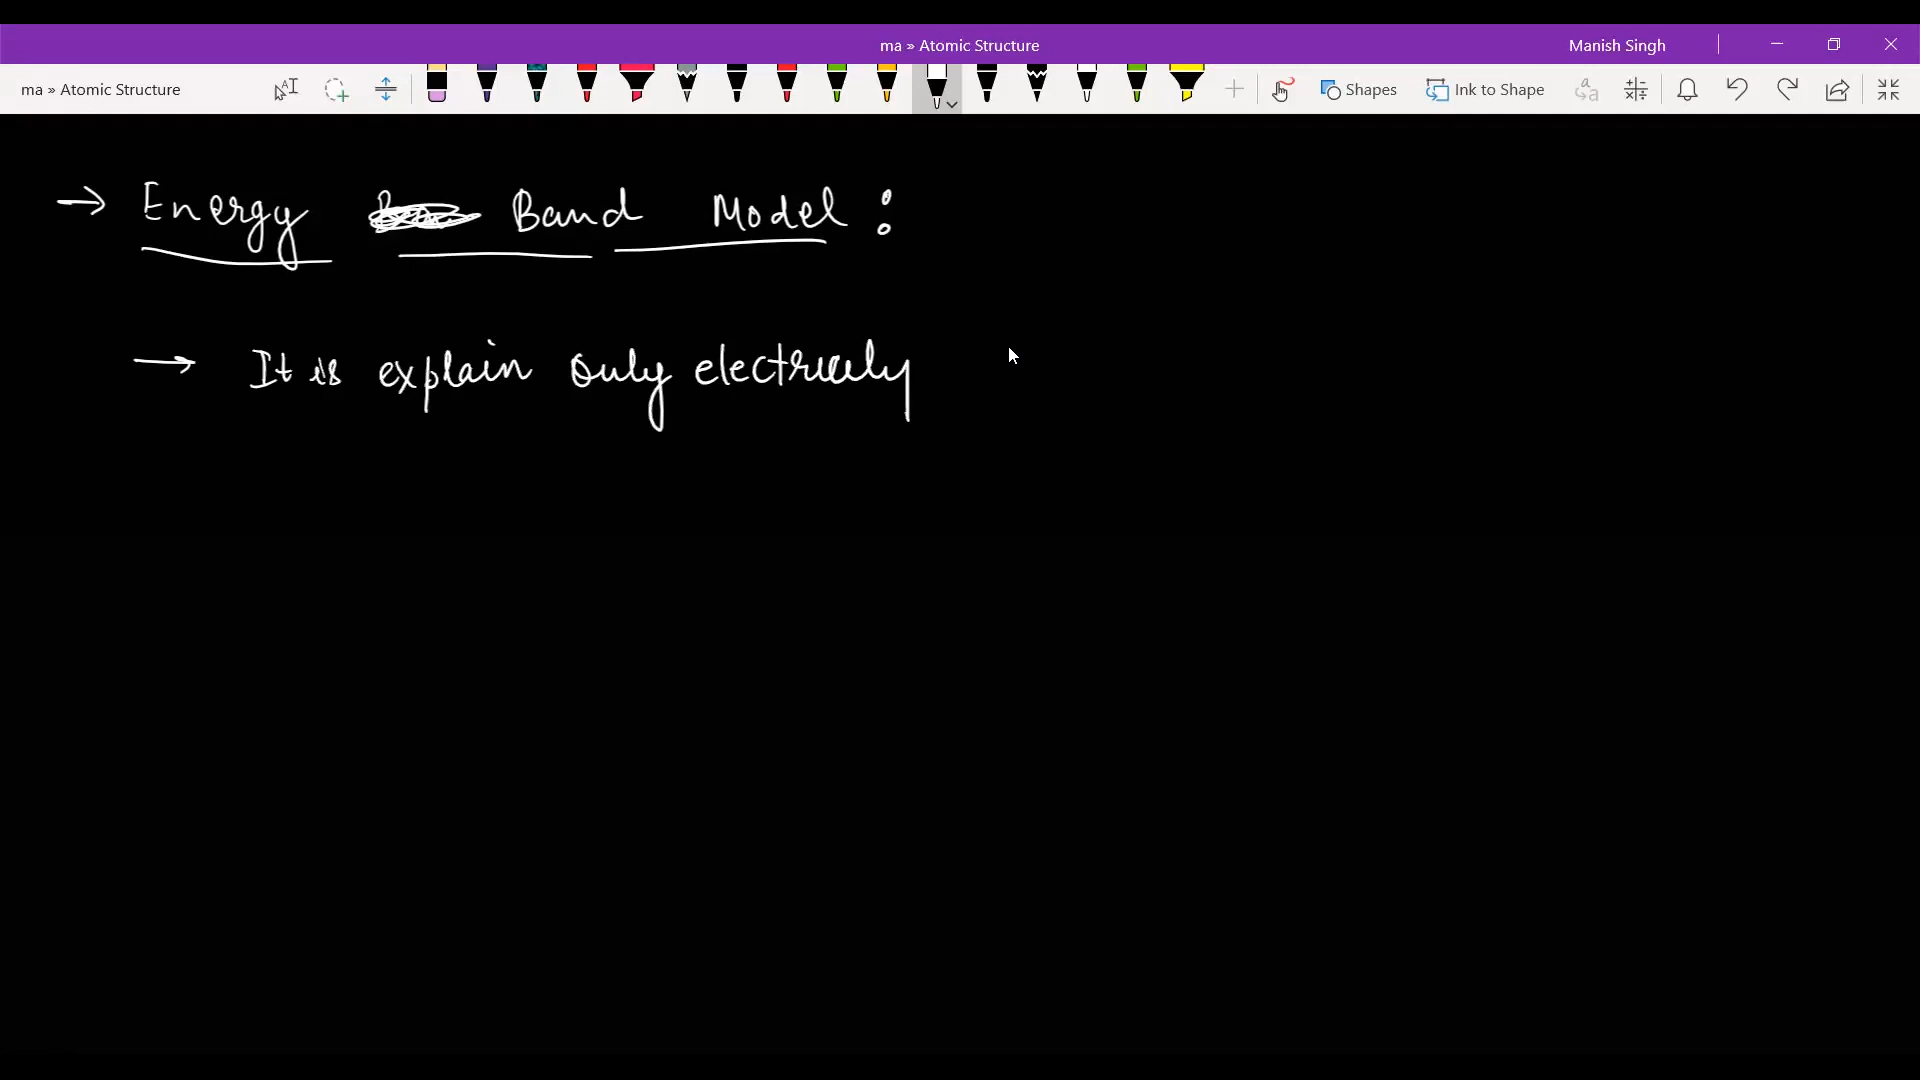 ma » Atomic Structure
Manish Singh
ma » Atomic Structure
Shapes
Ink to Shape
→ Energy Band Model :
→ It is explain only electricely